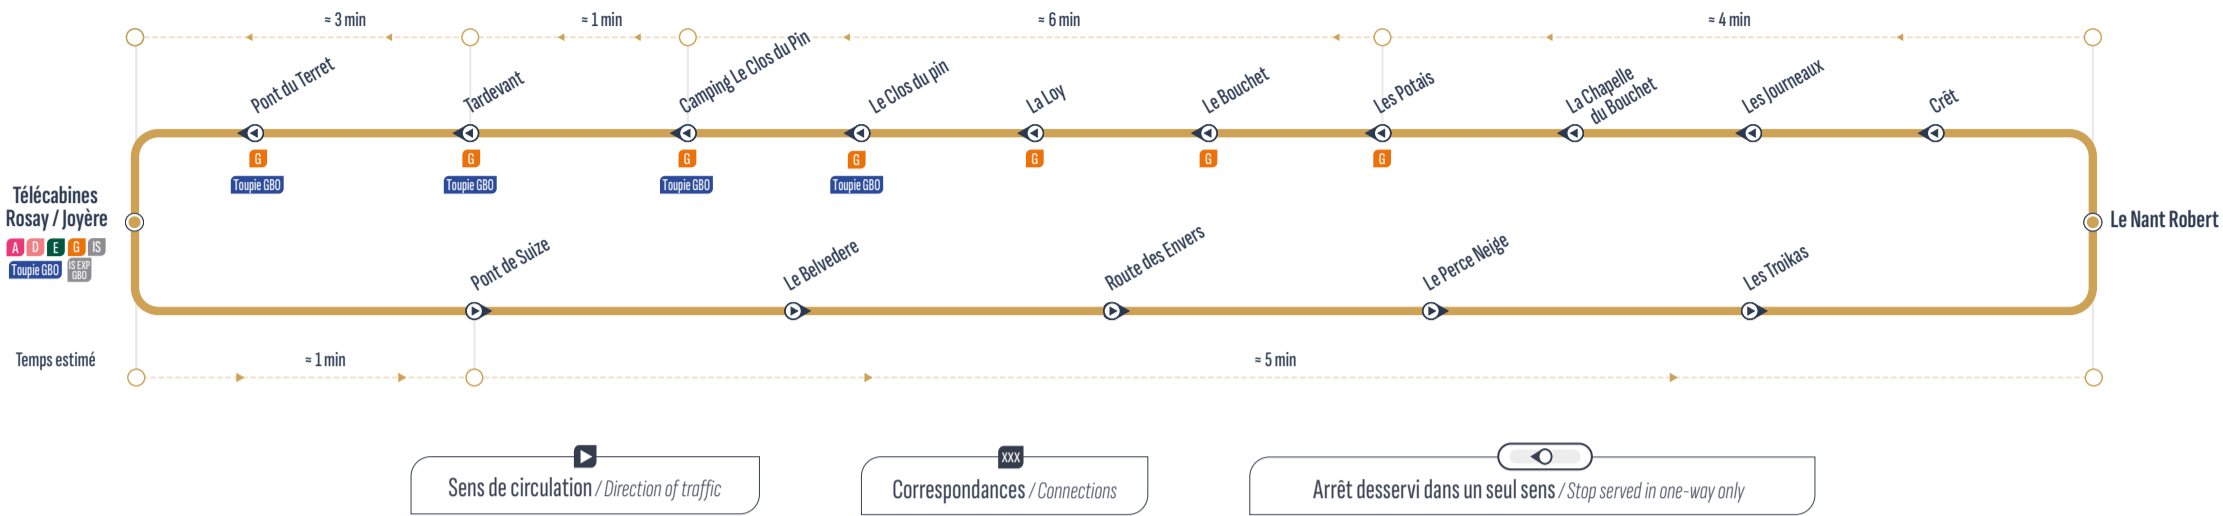 ≈ 3 min
≈ 1 min
≈ 6 min
≈ 4 min
Pont du Terret
Tardevant
Camping Le Clos du Pin
Le Clos du pin
La Loy
Le Bouchet
Les Potais
La Chapelle
du Bouchet
Les Journeaux
Crêt
G
G
G
G
G
G
G
Toupie GBO
Toupie GBO
Toupie GBO
Toupie GBO
Télécabines
Rosay / Joyère
A D E G IS
Toupie GBO
IS EXP
GBO
Le Nant Robert
Pont de Suize
Le Belvedere
Route des Envers
Le Perce Neige
Les Troikas
Temps estimé
≈ 1 min
≈ 5 min
Sens de circulation / Direction of traffic
XXX
Correspondances / Connections
Arrêt desservi dans un seul sens / Stop served in one-way only